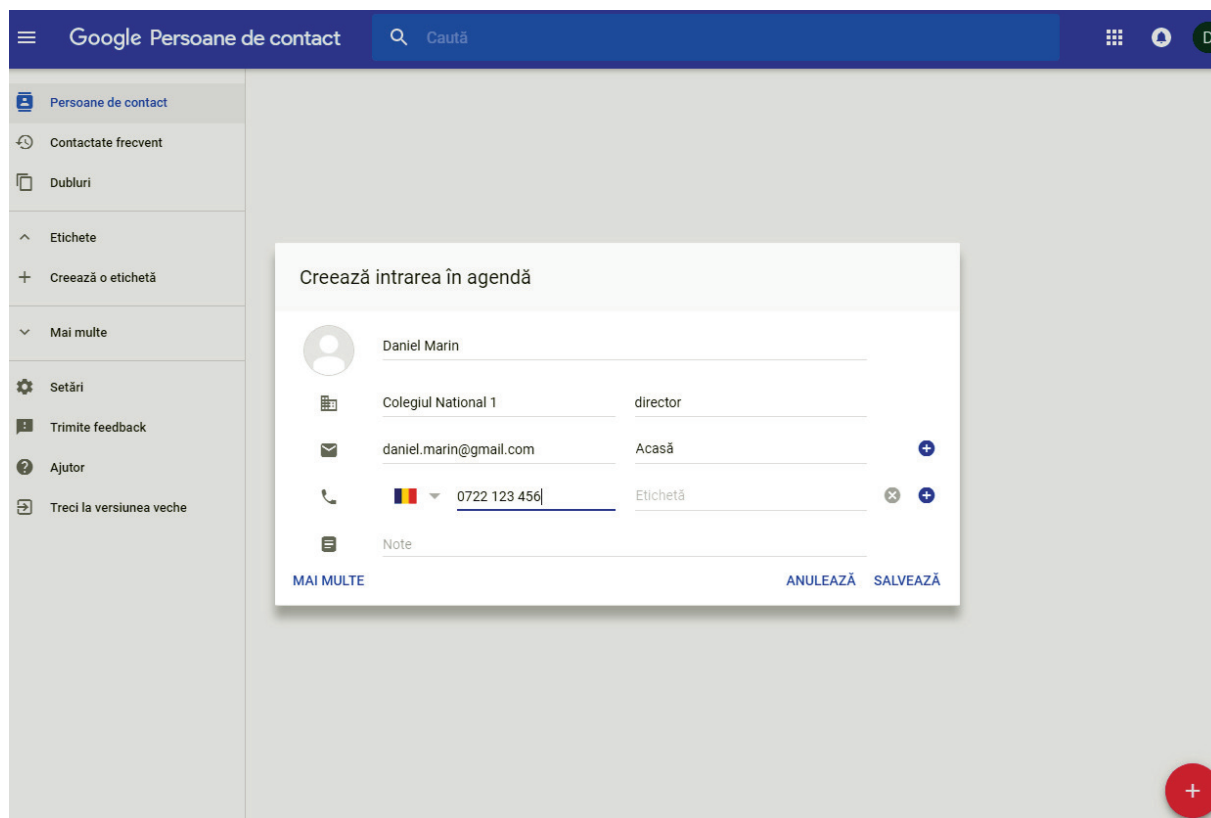 Google Persoane de contact
Caută
D
Persoane de contact
Contactate frecvent
Dubluri
Etichete
Creează o etichetă
Mai multe
Setări
Trimite feedback
Ajutor
Treci la versiunea veche
Creează intrarea în agendă
Daniel Marin
Colegiul National 1 director
daniel.marin@gmail.com Acasă
0722 123 456 Etichetă
Note
MAI MULTE ANULEAZĂ SALVEAZĂ